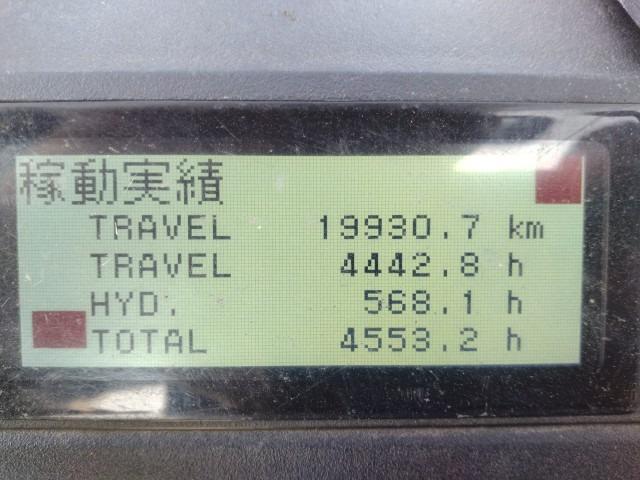 稼動実績
TRAVEL 19930.7 km
TRAVEL 4442.8 h
HYD. 568.1 h
TOTAL 4553.2 h